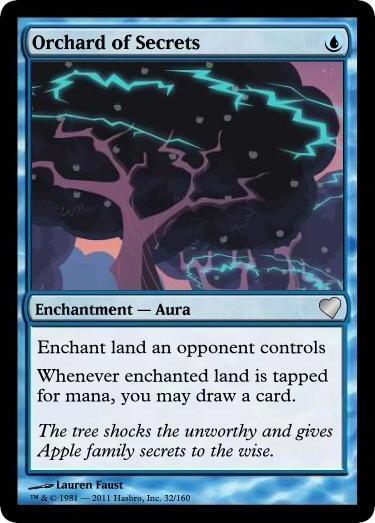 Orchard of Secrets
Enchantment — Aura
Enchant land an opponent controls
Whenever enchanted land is tapped
for mana, you may draw a card.
The tree shocks the unworthy and gives
Apple family secrets to the wise.
Lauren Faust
™ & © 1981 — 2011 Hasbro, Inc. 32/160